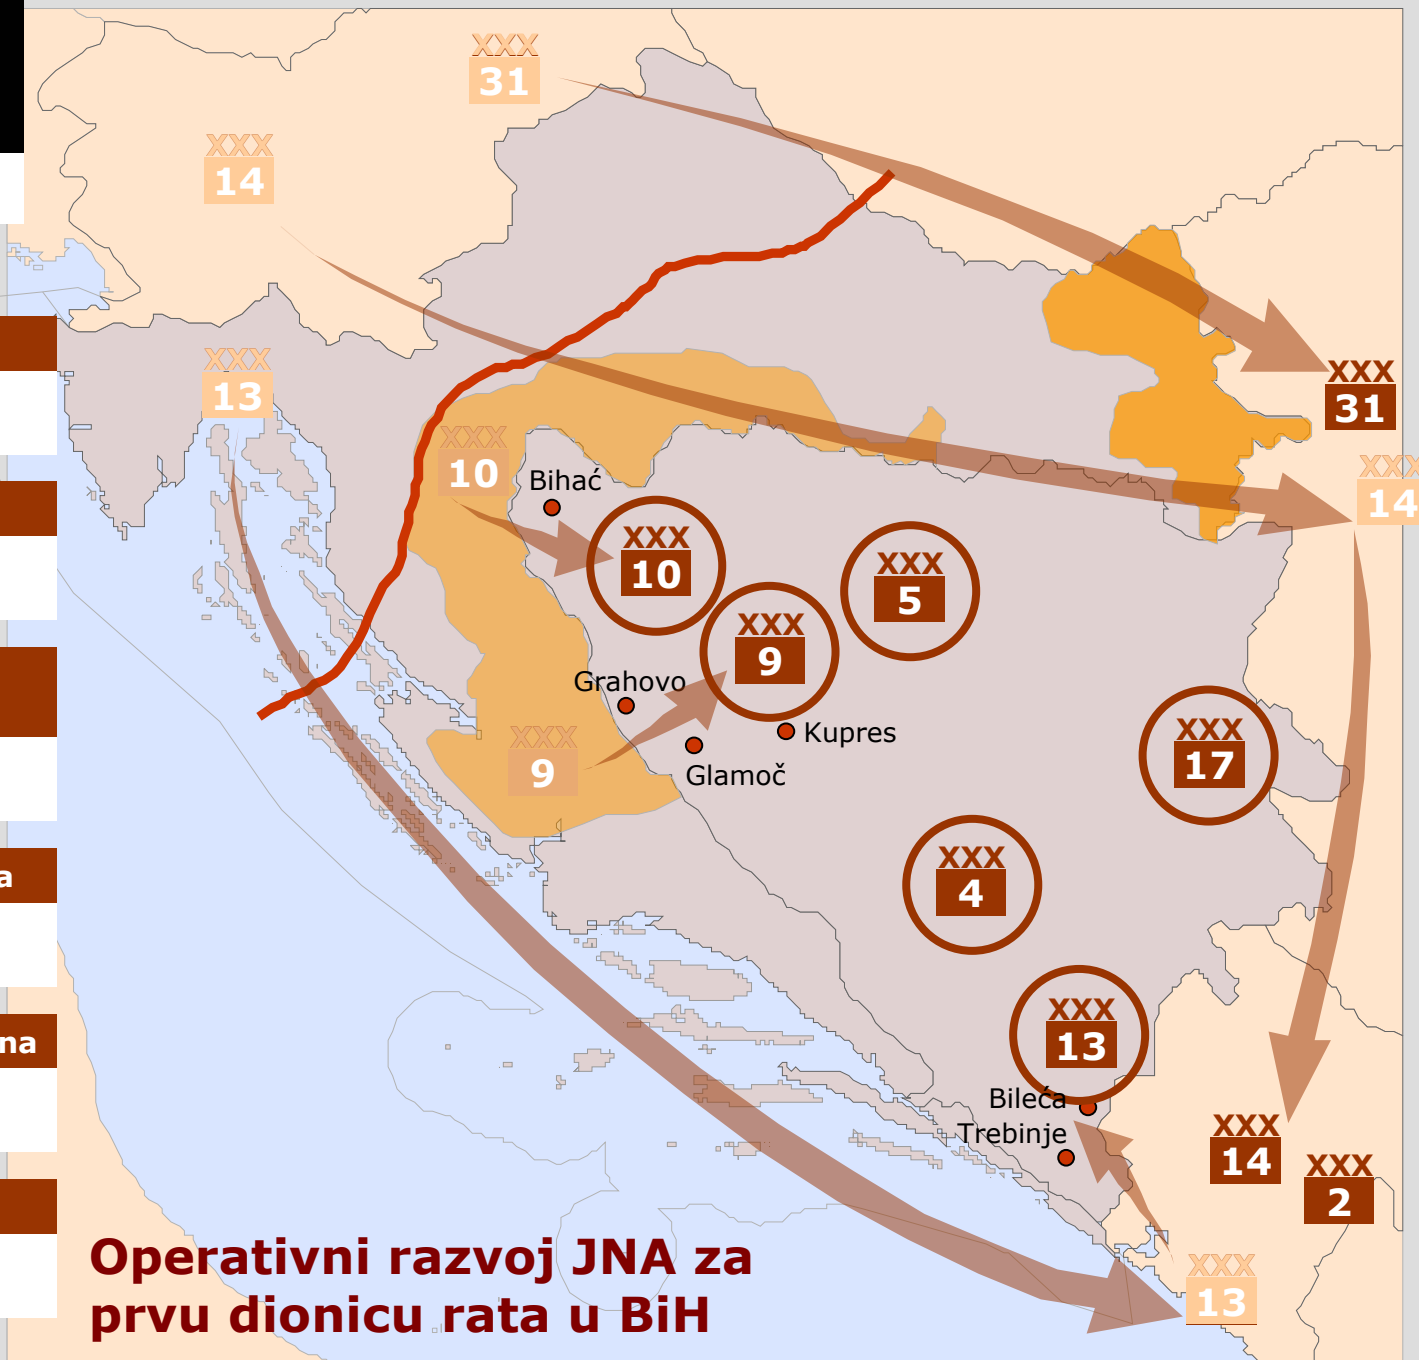 XXX
31
XXX
14
XXX
13
XXX
31
XXX
10
XXX
14
Bihać
XXX
10
XXX
5
XXX
9
Grahovo
XXX
9
Kupres
Glamoč
XXX
17
XXX
4
a
XXX
13
na
Bileća
Trebinje
XXX
14
XXX
2
XXX
13
Operativni razvoj JNA za
prvu dionicu rata u BiH